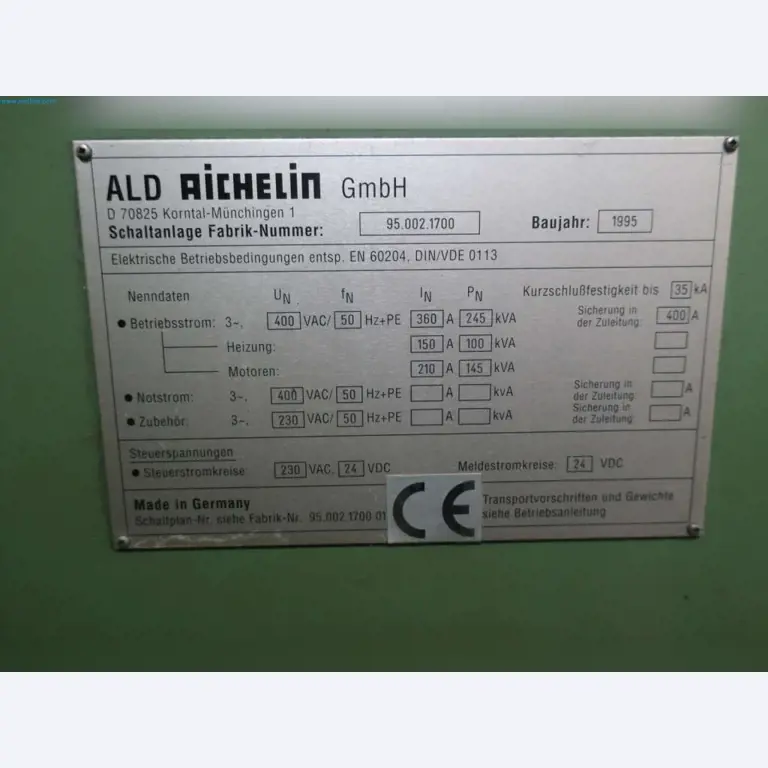 ALD AICHELIN GmbH
D 70825 Korntal-Münchingen 1
Schaltanlage Fabrik-Nummer: 95.002.1700 Baujahr: 1995
Elektrische Betriebsbedingungen entsp. EN 60204, DIN/VDE 0113
Nenndaten UN fN IN PN Kurzschlußfestigkeit bis 35 kA
Betriebsstrom: 3~, 400 VAC/ 50 Hz+PE 360 A 245 kVA Sicherung in der Zuleitung: 400 A
Heizung: 150 A 100 kVA
Motoren: 210 A 145 kVA
Notstrom: 3~. 400 VAC/ 50 Hz+PE A kVA Sicherung in der Zuleitung: A
Zubehör: 3~. 230 VAC/ 50 Hz+PE A kVA Sicherung in der Zuleitung: A
Steuerspannungen
Steuerstromkreise: 230 VAC, 24 VDC Meldestromkreise: 24 VDC
Made in Germany
Schaltplan-Nr. siehe Fabrik-Nr. 95.002.1700 01
CE
Transportvorschriften und Gewichte
siehe Betriebsanleitung